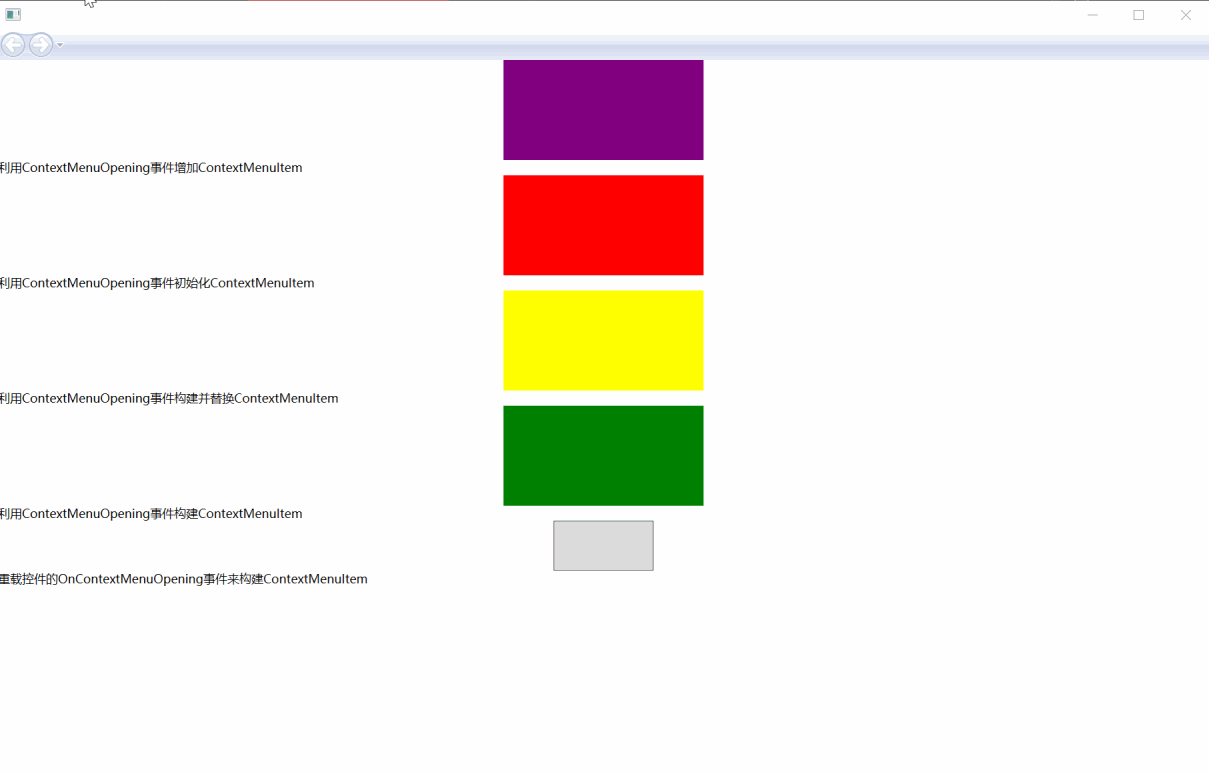 利用ContextMenuOpening事件增加ContextMenuItem
利用ContextMenuOpening事件初始化ContextMenuItem
利用ContextMenuOpening事件构建并替换ContextMenuItem
利用ContextMenuOpening事件构建ContextMenuItem
重载控件的OnContextMenuOpening事件来构建ContextMenuItem